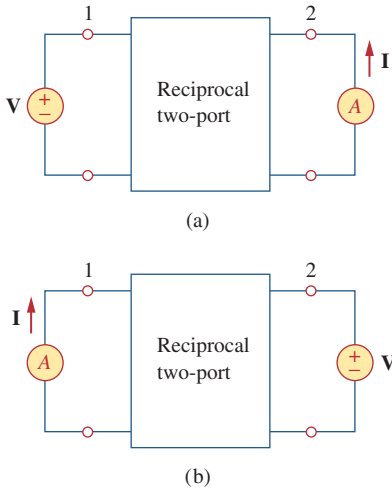 1
2
V
+
−
Reciprocal
two-port
I
A
(a)
1
2
I
A
Reciprocal
two-port
+
−
V
(b)